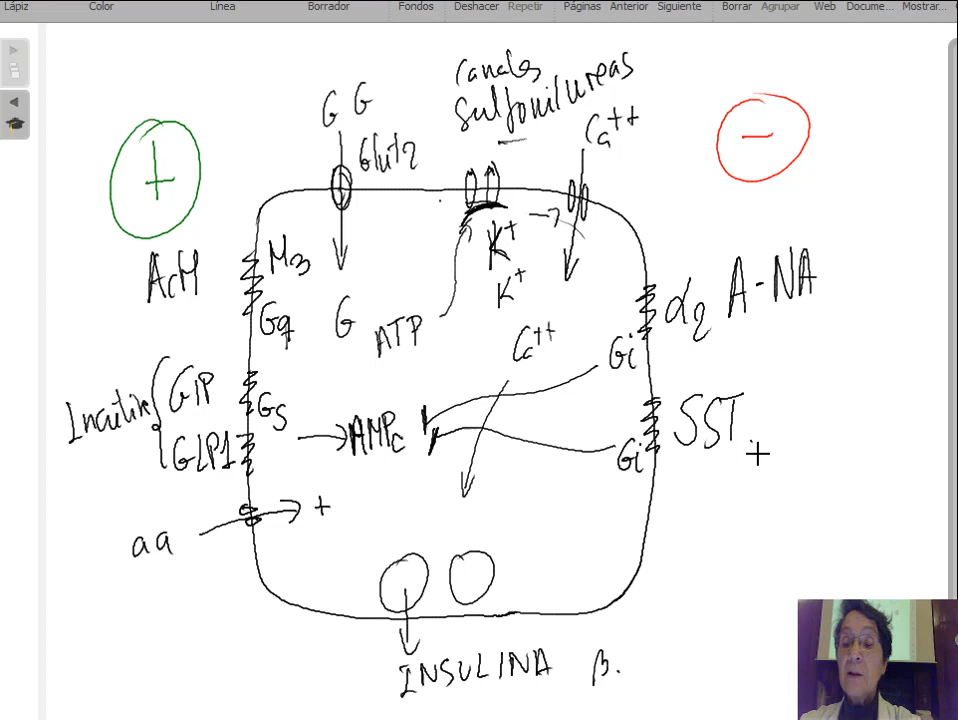 Lápiz Color Línea Borrador Fondos Deshacer Repetir Páginas Anterior Siguiente Borrar Agrupar Web Docume... Mostrar...
Canales
Sulfonilureas
G G
Glut2
Ca++
+
-
M3
AcH
Gq
G
ATP
K+
K+
Ca++
α2 A-NA
Gi
GIP
GLP1
Gs
AMPc
SST
Gi
aa
+
INSULINA β.